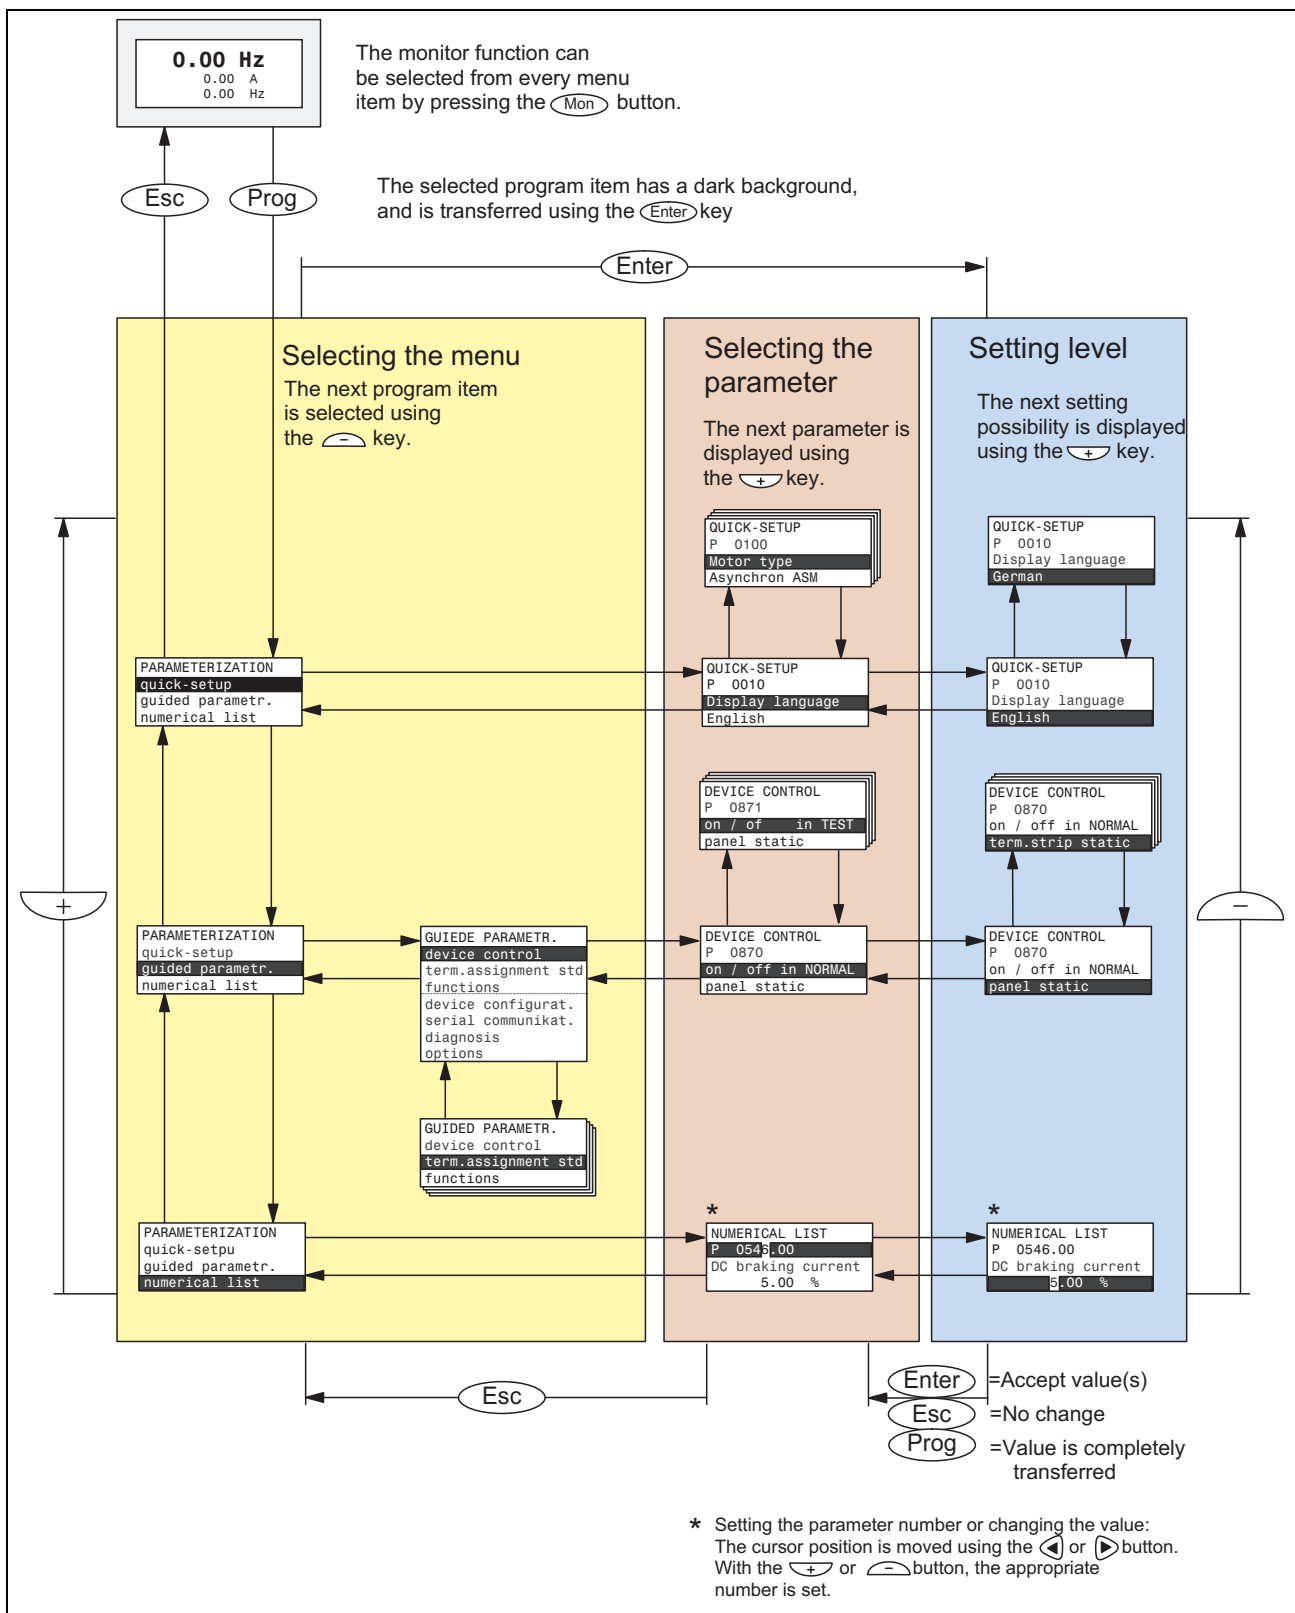 0.00 Hz
0.00 A
0.00 Hz
The monitor function can
be selected from every menu
item by pressing the Mon button.
Esc
Prog
The selected program item has a dark background,
and is transferred using the Enter key
Enter
Selecting the menu
The next program item
is selected using
the - key.
Selecting the
parameter
The next parameter is
displayed using
the + key.
Setting level
The next setting
possibility is displayed
using the + key.
QUICK-SETUP
P 0100
Motor type
Asynchron ASM
QUICK-SETUP
P 0010
Display language
German
PARAMETERIZATION
quick-setup
guided parametr.
numerical list
QUICK-SETUP
P 0010
Display language
English
QUICK-SETUP
P 0010
Display language
English
DEVICE CONTROL
P 0871
on / of in TEST
panel static
DEVICE CONTROL
P 0870
on / off in NORMAL
term.strip static
+
-
PARAMETERIZATION
quick-setup
guided parametr.
numerical list
GUIEDE PARAMETR.
device control
term.assignment std
functions
device configurat.
serial communikat.
diagnosis
options
DEVICE CONTROL
P 0870
on / off in NORMAL
panel static
DEVICE CONTROL
P 0870
on / off in NORMAL
panel static
GUIDED PARAMETR.
device control
term.assignment std
functions
PARAMETERIZATION
quick-setpu
guided parametr.
numerical list
*
NUMERICAL LIST
P 0546.00
DC braking current
5.00 %
*
NUMERICAL LIST
P 0546.00
DC braking current
5.00 %
Esc
Enter =Accept value(s)
Esc =No change
Prog =Value is completely
transferred
* Setting the parameter number or changing the value:
The cursor position is moved using the ◀ or ▶ button.
With the + or - button, the appropriate
number is set.